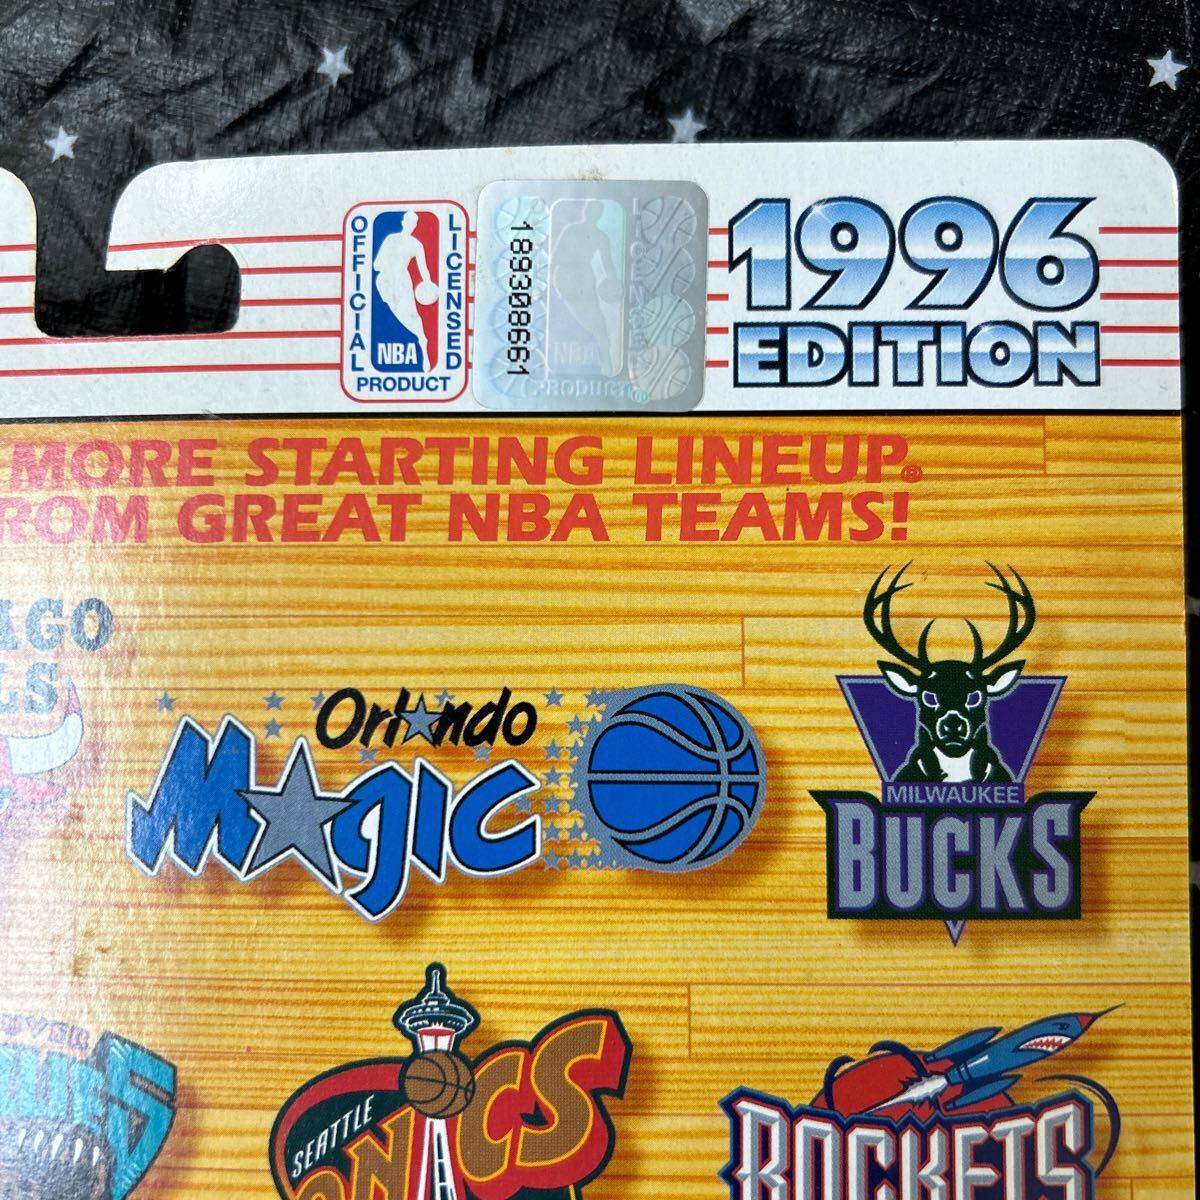 OFFICIAL
LICENSED
NBA
PRODUCT
189308661
NBA
PRODUCT
1996
EDITION
MORE STARTING LINEUP®
ROM GREAT NBA TEAMS!
AGO
LS
Orlando
MAgIC
MILWAUKEE
BUCKS
SEATTLE
ONICS
ROCKETS